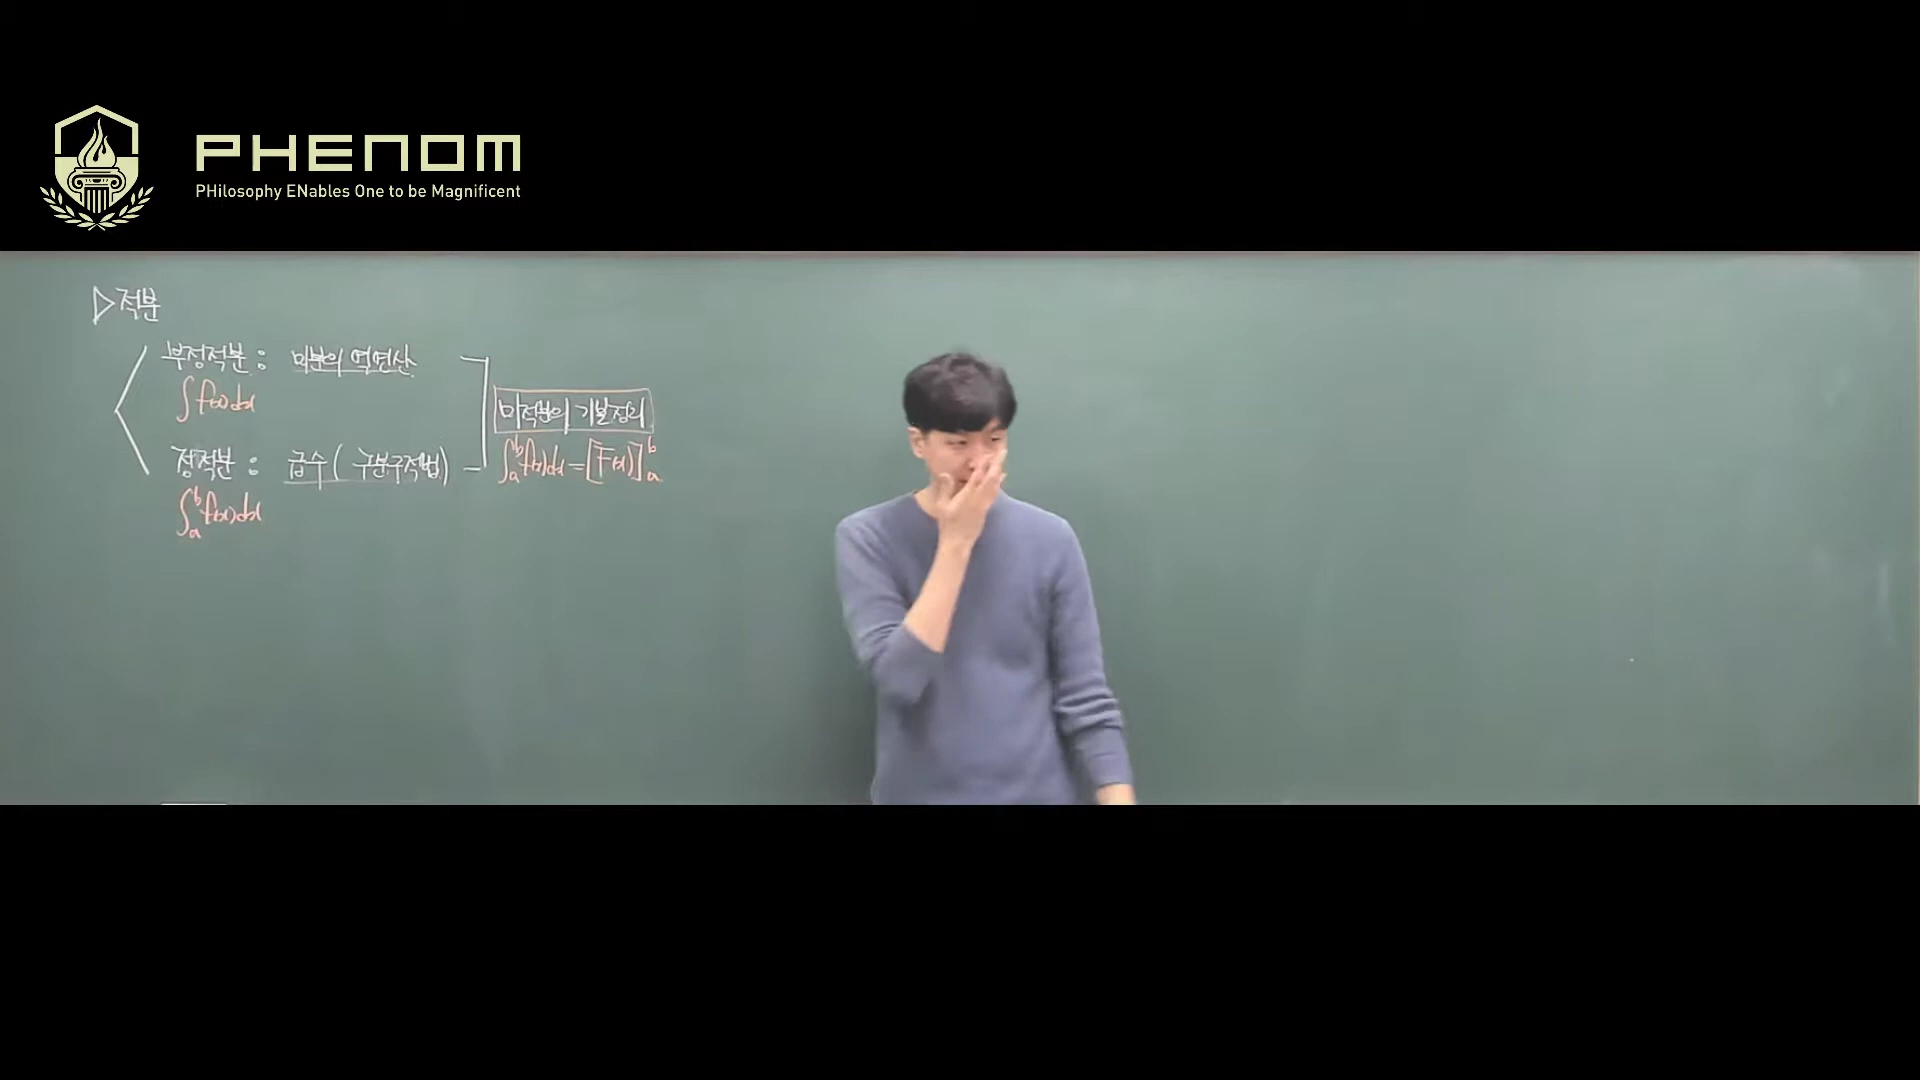 PHENOM
PHilosophy ENables One to be Magnificent
▷적분
부정적분 : 미분의 역연산
∫f(x)dx
미적분의 기본정리
정적분 : 급수 ( 구분구적법)
∫ₐᵇf(x)dx=[F(x)]ₐᵇ
∫ₐᵇf(x)dx